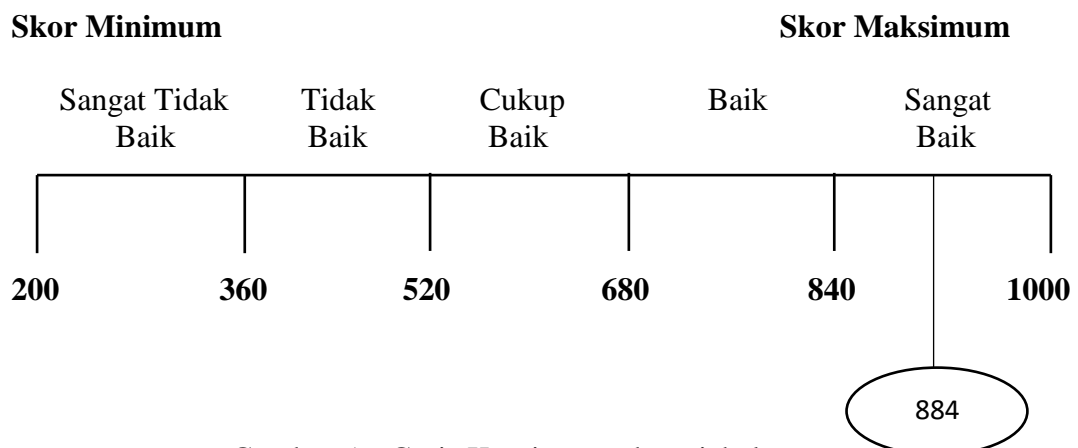 Skor Minimum Skor Maksimum
Sangat Tidak Tidak Cukup Baik Sangat
Baik Baik Baik Baik
200 360 520 680 840 1000
884